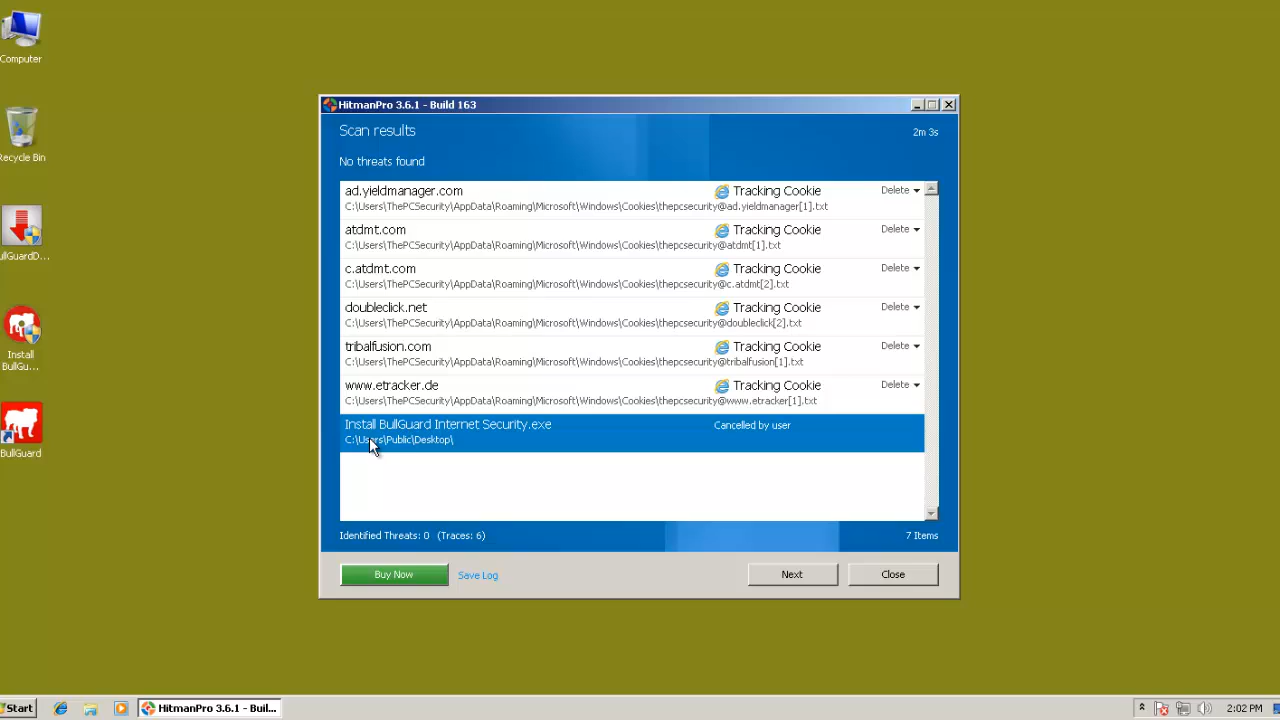 Computer
Recycle Bin
ullGuardD...
Install
BullGu...
BullGuard
HitmanPro 3.6.1 - Build 163
Scan results
2m 3s
No threats found
ad.yieldmanager.com Tracking Cookie Delete
C:\Users\ThePCSecurity\AppData\Roaming\Microsoft\Windows\Cookies\thepcsecurity@ad.yieldmanager[1].txt
atdmt.com Tracking Cookie Delete
C:\Users\ThePCSecurity\AppData\Roaming\Microsoft\Windows\Cookies\thepcsecurity@atdmt[1].txt
c.atdmt.com Tracking Cookie Delete
C:\Users\ThePCSecurity\AppData\Roaming\Microsoft\Windows\Cookies\thepcsecurity@c.atdmt[2].txt
doubleclick.net Tracking Cookie Delete
C:\Users\ThePCSecurity\AppData\Roaming\Microsoft\Windows\Cookies\thepcsecurity@doubleclick[2].txt
tribalfusion.com Tracking Cookie Delete
C:\Users\ThePCSecurity\AppData\Roaming\Microsoft\Windows\Cookies\thepcsecurity@tribalfusion[1].txt
www.etracker.de Tracking Cookie Delete
C:\Users\ThePCSecurity\AppData\Roaming\Microsoft\Windows\Cookies\thepcsecurity@www.etracker[1].txt
Install BullGuard Internet Security.exe Cancelled by user
C:\Users\Public\Desktop\
Identified Threats: 0 (Traces: 6) 7 Items
Buy Now Save Log Next Close
Start HitmanPro 3.6.1 - Buil... 2:02 PM